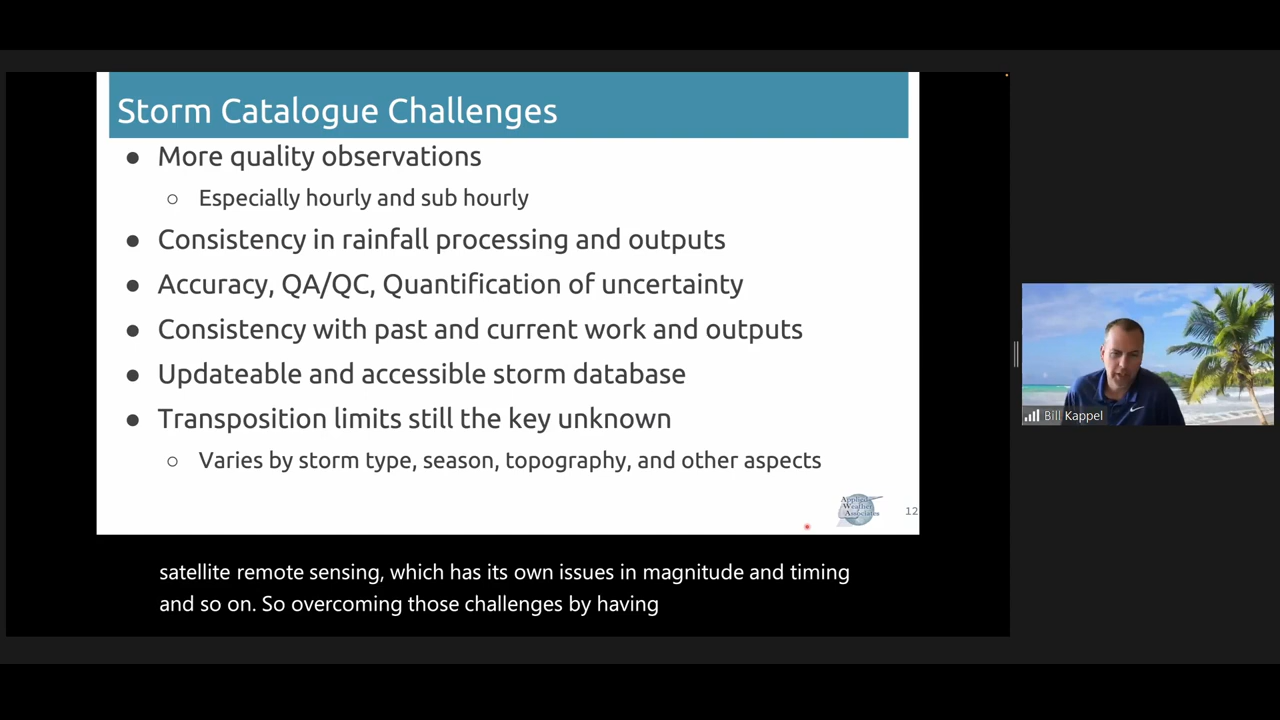 Storm Catalogue Challenges
● More quality observations
○ Especially hourly and sub hourly
● Consistency in rainfall processing and outputs
● Accuracy, QA/QC, Quantification of uncertainty
● Consistency with past and current work and outputs
● Updateable and accessible storm database
● Transposition limits still the key unknown
○ Varies by storm type, season, topography, and other aspects
Applied
Weather
Associates
12
satellite remote sensing, which has its own issues in magnitude and timing
and so on. So overcoming those challenges by having
Bill Kappel